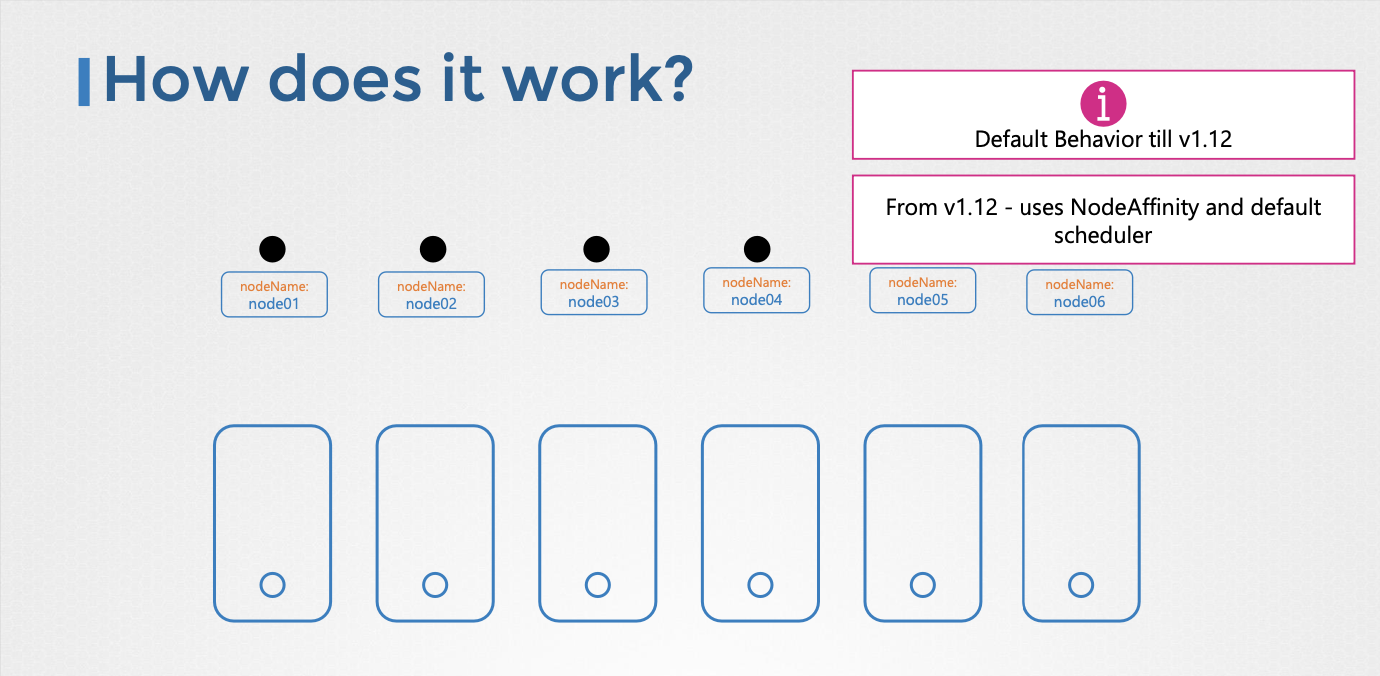 How does it work?
i
Default Behavior till v1.12
From v1.12 - uses NodeAffinity and default
scheduler
nodeName:
node01
nodeName:
node02
nodeName:
node03
nodeName:
node04
nodeName:
node05
nodeName:
node06